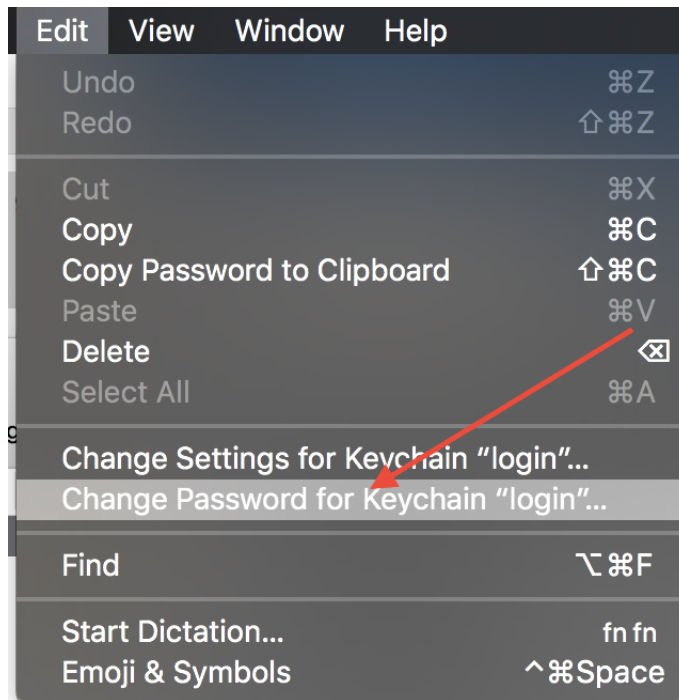 Edit View Window Help
Undo ⌘Z
Redo ⇧⌘Z
Cut ⌘X
Copy ⌘C
Copy Password to Clipboard ⇧⌘C
Paste ⌘V
Delete ⌫
Select All ⌘A
Change Settings for Keychain “login”...
Change Password for Keychain “login”...
Find ⌥⌘F
Start Dictation... fn fn
Emoji & Symbols ^⌘Space